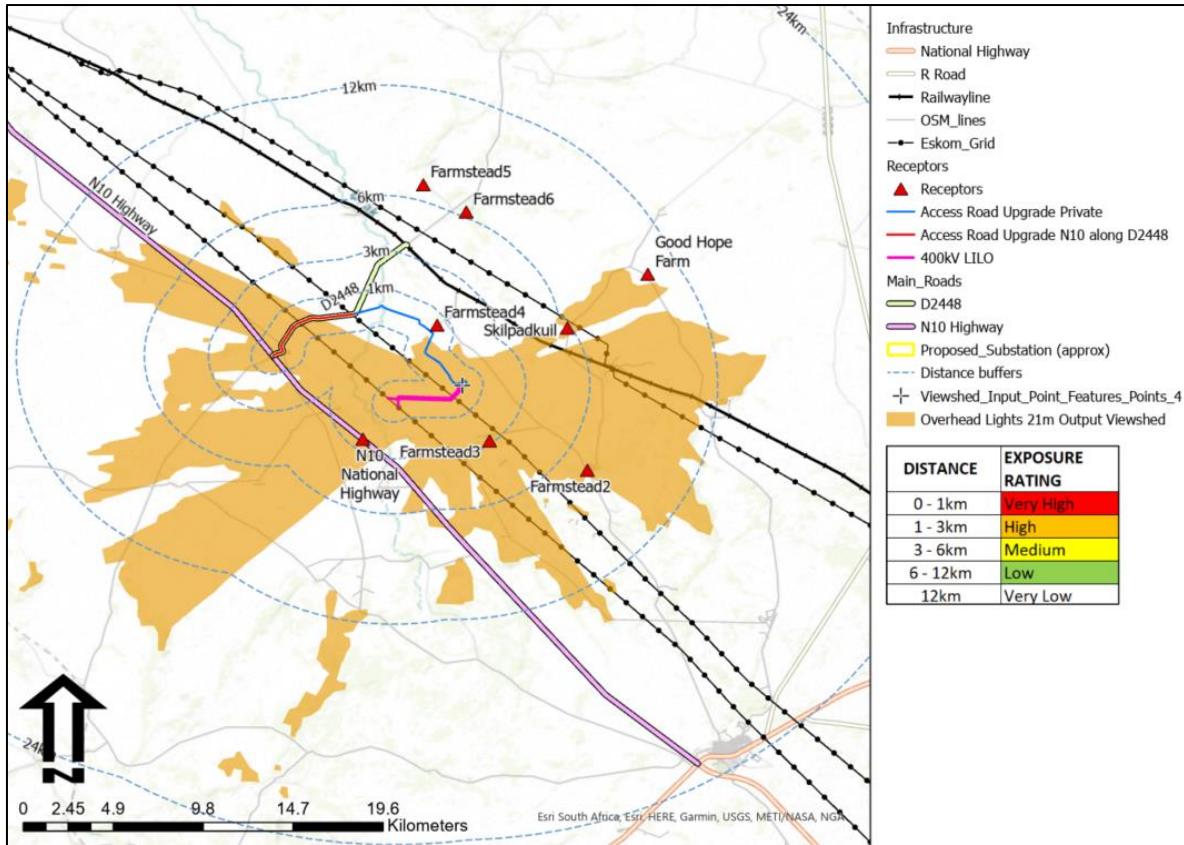 24km
12km
Farmstead5
6km
Farmstead6
N10 Highway
3km
Good Hope
Farm
D2448
1km
Farmstead4
Skilpadkuil
N10
National
Highway
Farmstead3
Farmstead2
24km
N
0 2.45 4.9 9.8 14.7 19.6
Kilometers
Esri South Africa, Esri, HERE, Garmin, USGS, METI/NASA, NGA
Infrastructure
National Highway
R Road
Railwayline
OSM_lines
Eskom_Grid
Receptors
Receptors
Access Road Upgrade Private
Access Road Upgrade N10 along D2448
400kV LILO
Main_Roads
D2448
N10 Highway
Proposed_Substation (approx)
Distance buffers
Viewshed_Input_Point_Features_Points_4
Overhead Lights 21m Output Viewshed
DISTANCE EXPOSURE
RATING
0 - 1km Very High
1 - 3km High
3 - 6km Medium
6 - 12km Low
12km Very Low